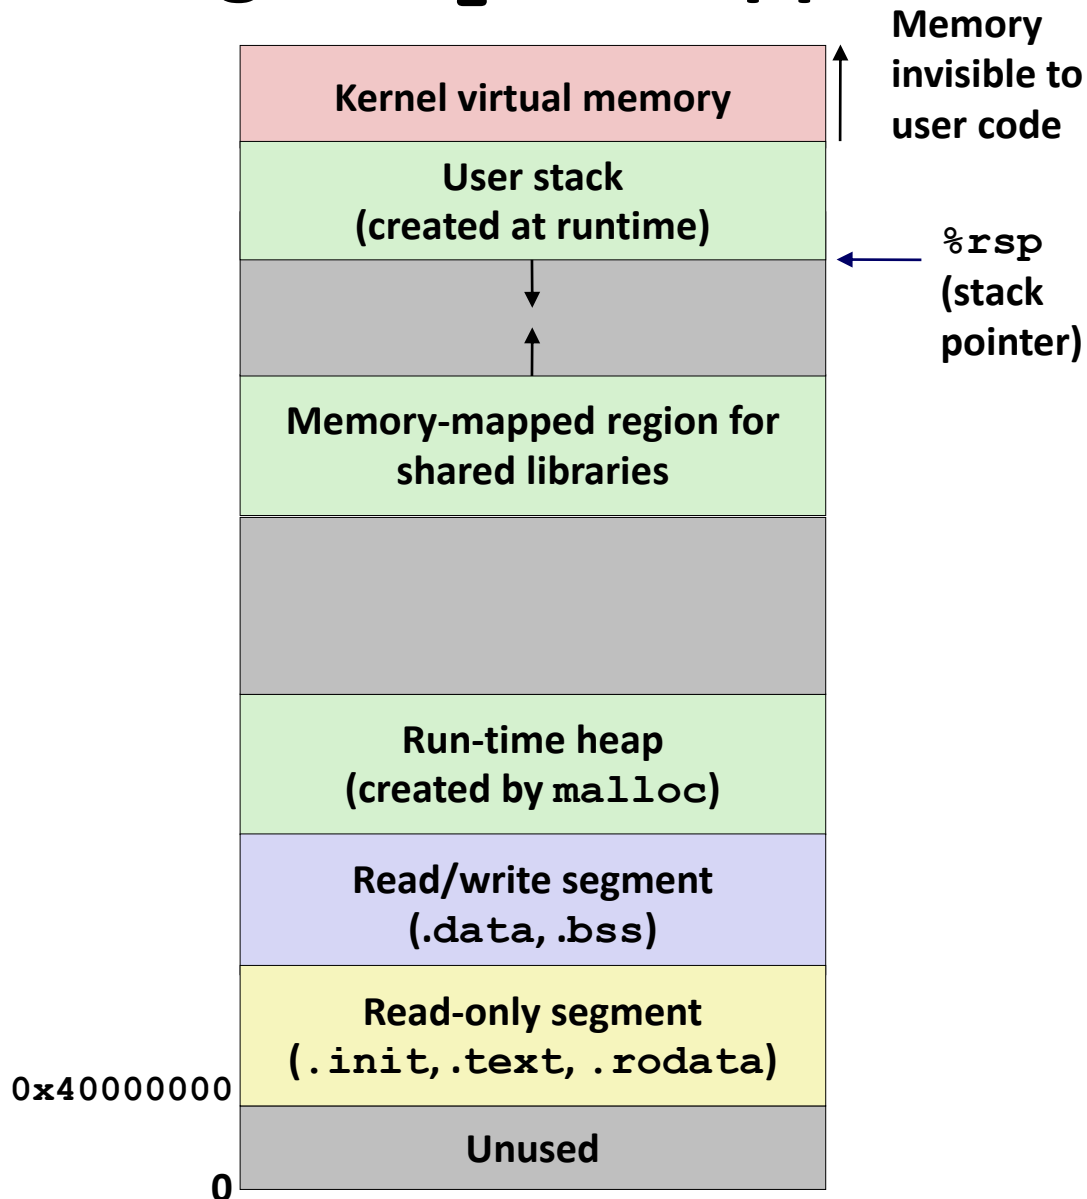 Memory
invisible to
user code
Kernel virtual memory
User stack
(created at runtime)
%rsp
(stack
pointer)
Memory-mapped region for
shared libraries
Run-time heap
(created by malloc)
Read/write segment
(.data, .bss)
Read-only segment
(.init, .text, .rodata)
0x40000000
Unused
0